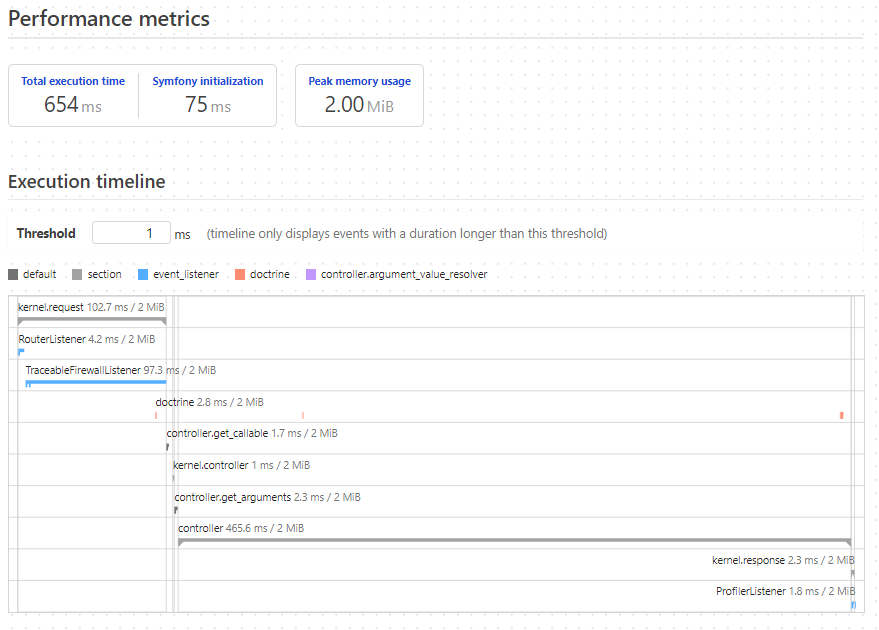 Performance metrics
Total execution time Symfony initialization Peak memory usage
654 ms 75 ms 2.00 MiB
Execution timeline
Threshold 1 ms (timeline only displays events with a duration longer than this threshold)
default section event_listener doctrine controller.argument_value_resolver
kernel.request 102.7 ms / 2 MiB
RouterListener 4.2 ms / 2 MiB
TraceableFirewallListener 97.3 ms / 2 MiB
doctrine 2.8 ms / 2 MiB
controller.get_callable 1.7 ms / 2 MiB
kernel.controller 1 ms / 2 MiB
controller.get_arguments 2.3 ms / 2 MiB
controller 465.6 ms / 2 MiB
kernel.response 2.3 ms / 2 MiB
ProfilerListener 1.8 ms / 2 MiB